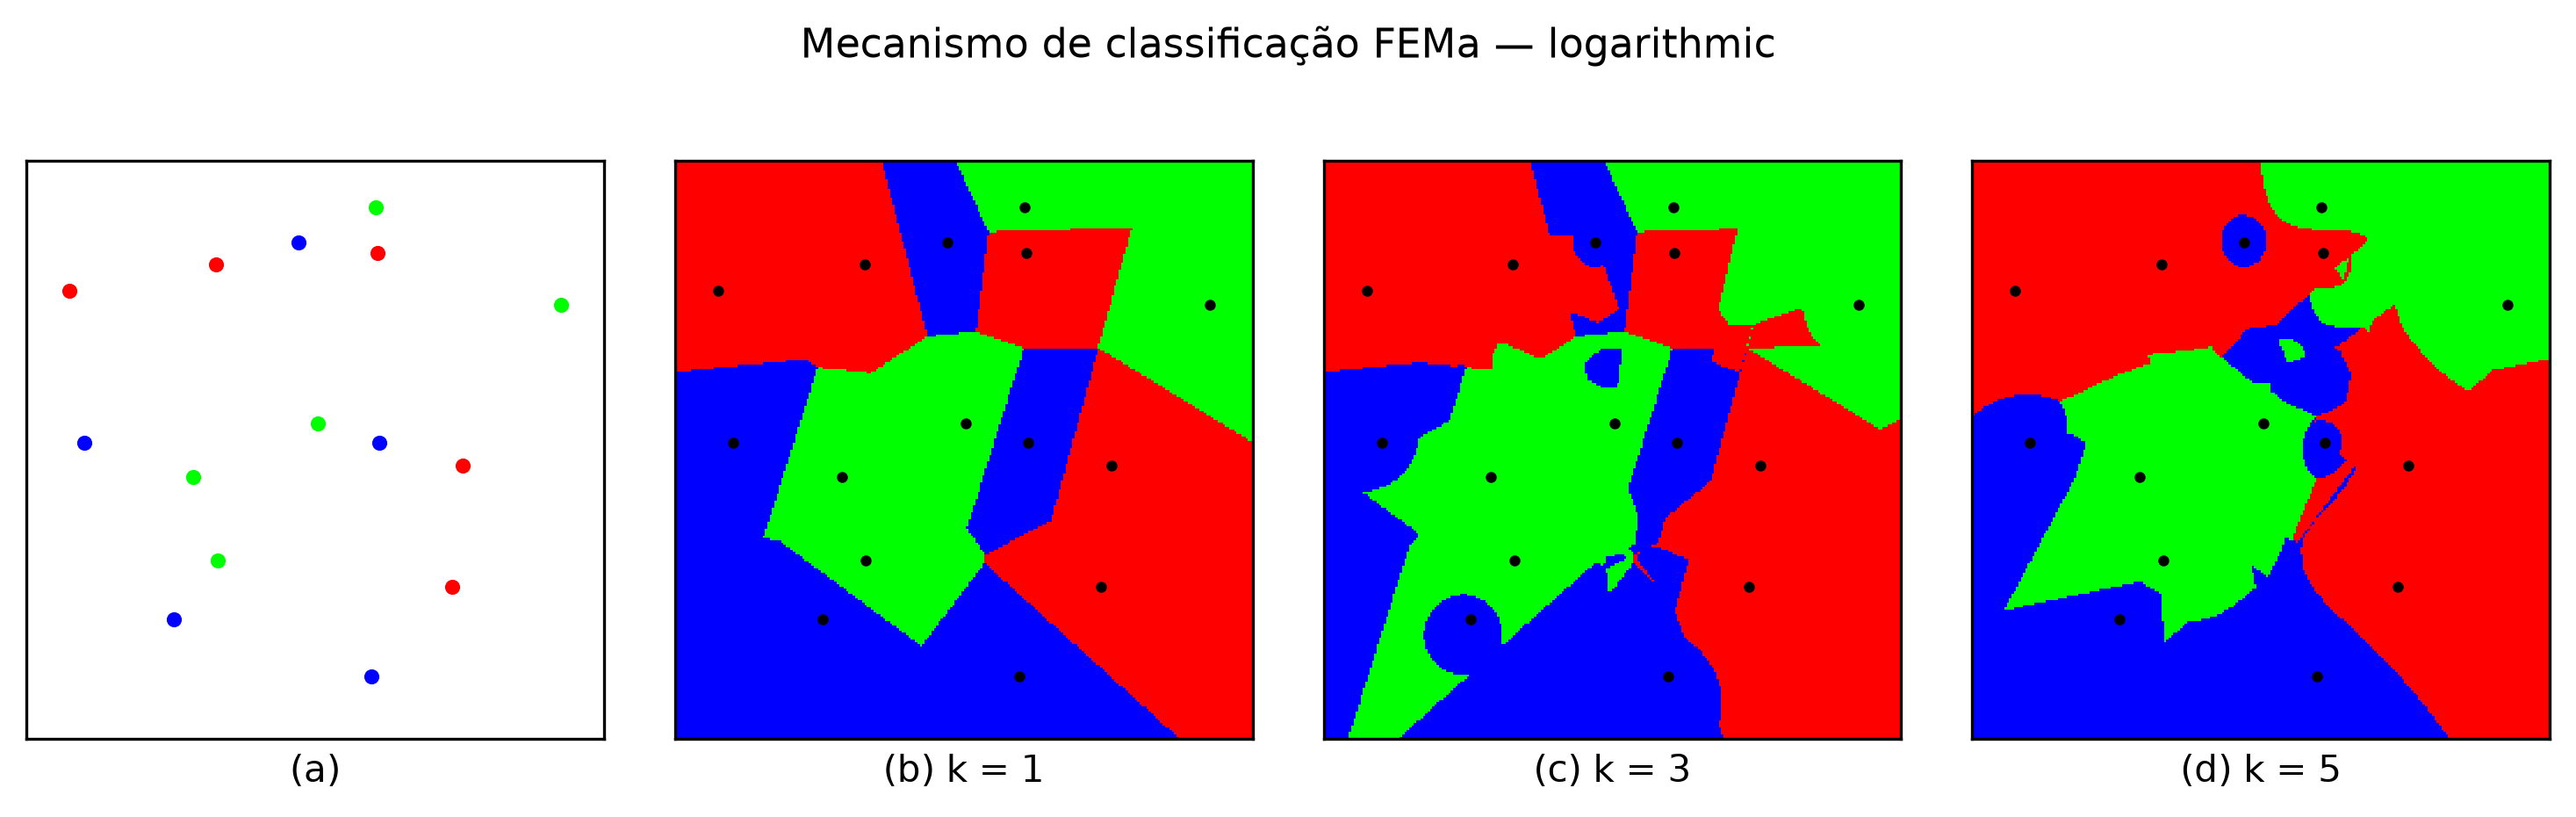 Mecanismo de classificação FEMa — logarithmic
(a)
(b) k = 1
(c) k = 3
(d) k = 5